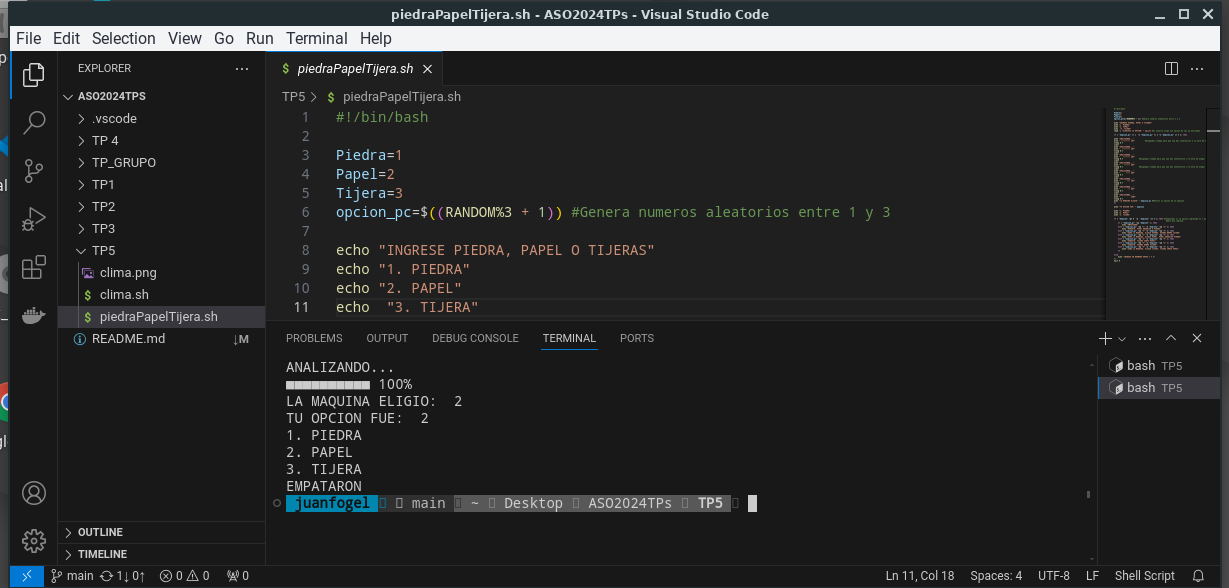 piedraPapelTijera.sh - ASO2024TPs - Visual Studio Code
File Edit Selection View Go Run Terminal Help
EXPLORER
ASO2024TPS
.vscode
TP 4
TP_GRUPO
TP1
TP2
TP3
TP5
clima.png
$ clima.sh
$ piedraPapelTijera.sh
README.md ↓M
OUTLINE
TIMELINE
$ piedraPapelTijera.sh
TP5 > $ piedraPapelTijera.sh
1 #!/bin/bash
2
3 Piedra=1
4 Papel=2
5 Tijera=3
6 opcion_pc=$((RANDOM%3 + 1)) #Genera numeros aleatorios entre 1 y 3
7
8 echo "INGRESE PIEDRA, PAPEL O TIJERAS"
9 echo "1. PIEDRA"
10 echo "2. PAPEL"
11 echo  "3. TIJERA"
PROBLEMS OUTPUT DEBUG CONSOLE TERMINAL PORTS
ANALIZANDO...
■■■■■■■■■■ 100%
LA MAQUINA ELIGIO:  2
TU OPCION FUE:  2
1. PIEDRA
2. PAPEL
3. TIJERA
EMPATARON
juanfogel main ~ Desktop ASO2024TPs TP5
bash TP5
bash TP5
main 1↓ 0↑ 0 0 0
Ln 11, Col 18 Spaces: 4 UTF-8 LF Shell Script